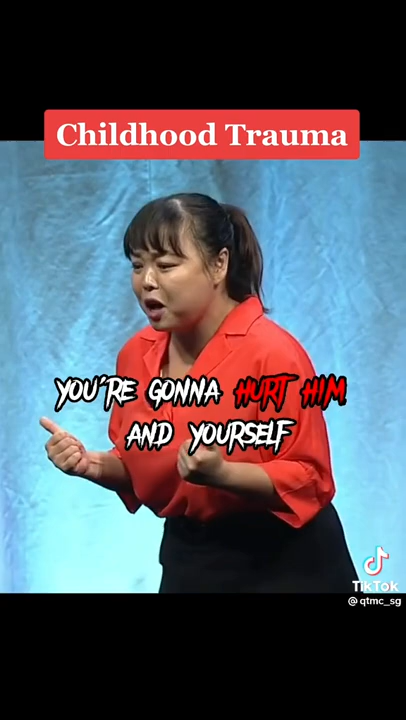 Childhood Trauma
YOU'RE GONNA HURT HIM
AND YOURSELF
TikTok
@qtmc_sg